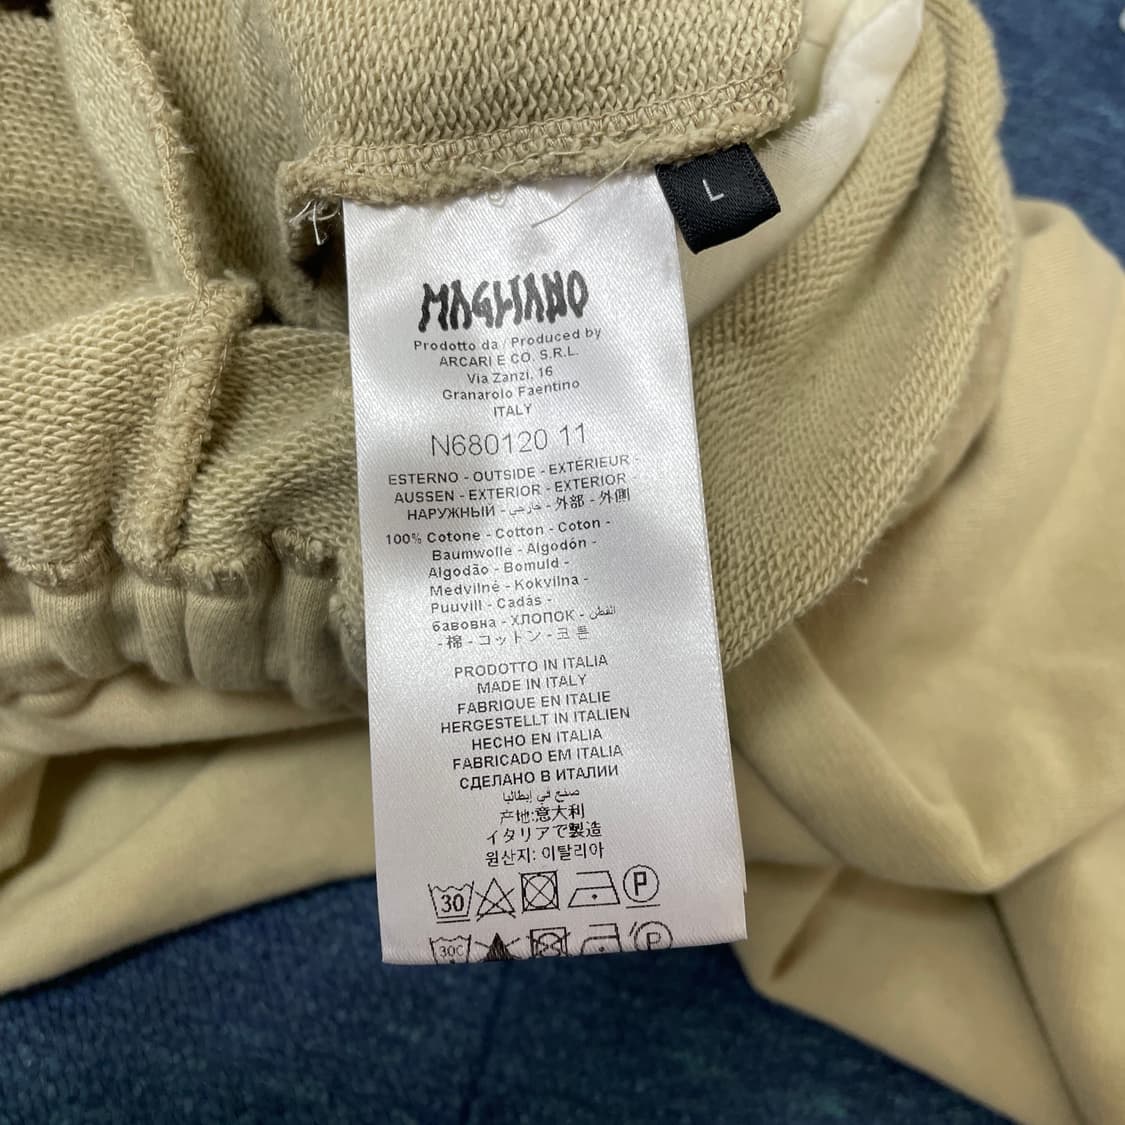 L
MAGLIANO
Prodotto da / Produced by
ARCARI E CO. S.R.L.
Via Zanzi, 16
Granarolo Faentino
ITALY
N680120 11
ESTERNO - OUTSIDE - EXTÉRIEUR -
AUSSEN - EXTERIOR - EXTERIOR -
НАРУЖНЫЙ - خارجي - 外部 - 外側
100% Cotone - Cotton - Coton -
Baumwolle - Algodón -
Algodão - Bomuld -
Medvilné - Kokvilna -
Puuvill - Cadás -
бавовна - ХЛОПОК - القطن
- 棉 - コットン - 코튼
PRODOTTO IN ITALIA
MADE IN ITALY
FABRIQUE EN ITALIE
HERGESTELLT IN ITALIEN
HECHO EN ITALIA
FABRICADO EM ITALIA
СДЕЛАНО В ИТАЛИИ
صنع في إيطاليا
产地:意大利
イタリアで製造
원산지: 이탈리아
30 P
30C P